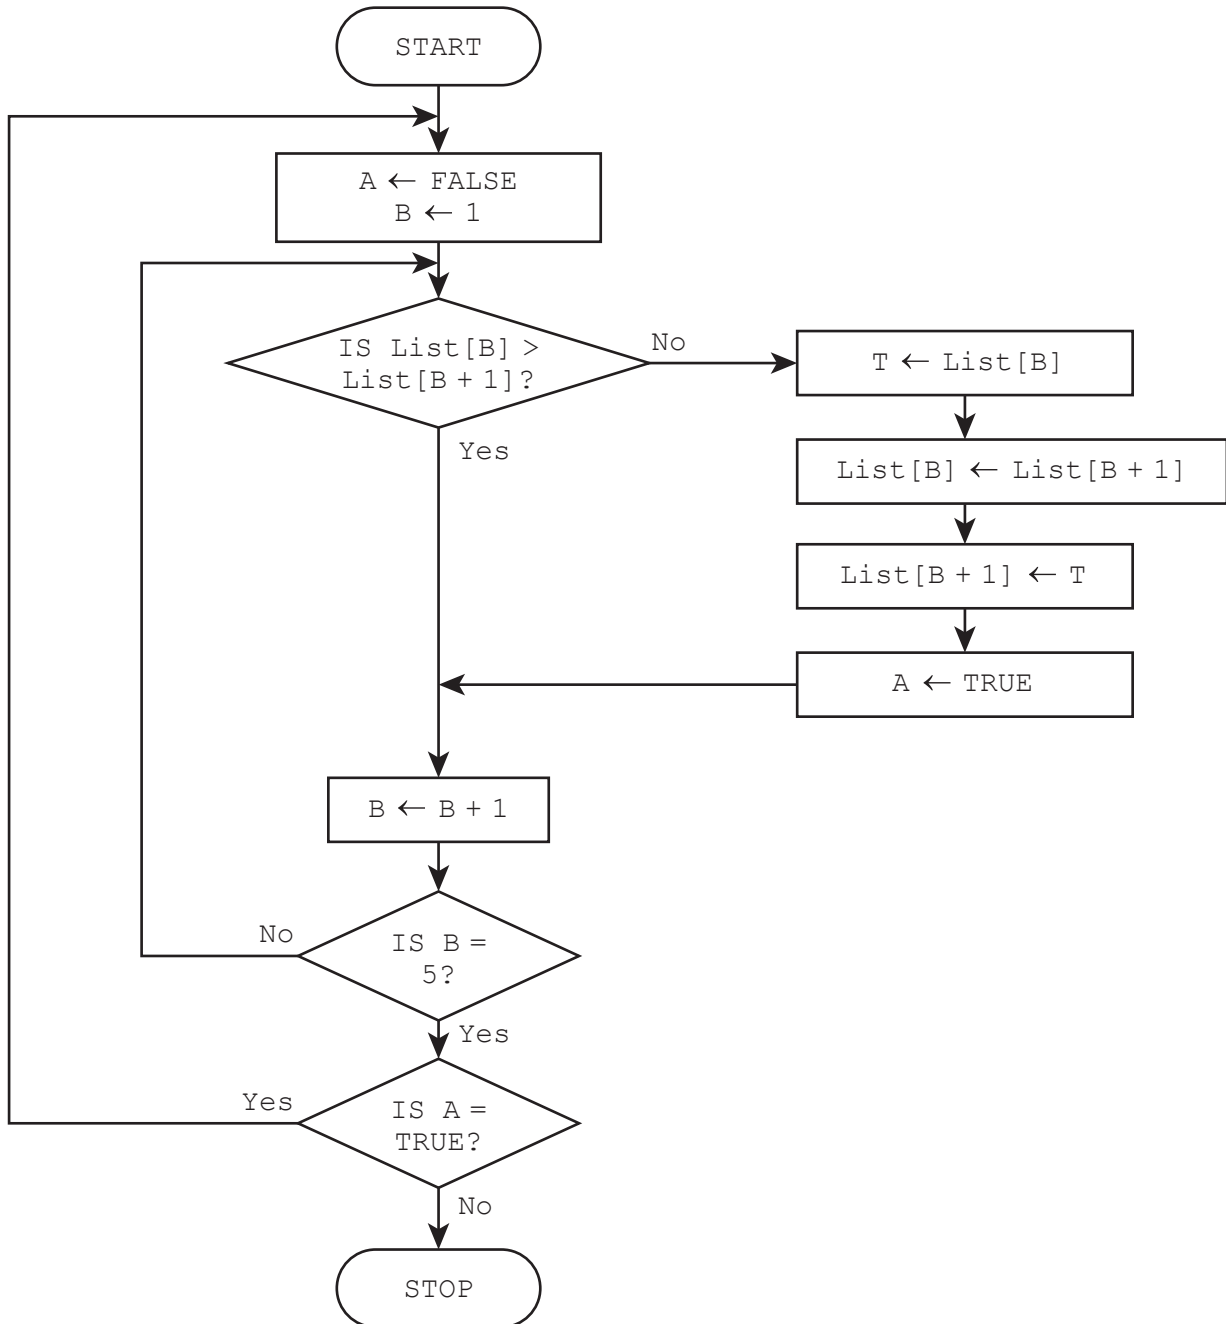 START
A ← FALSE
B ← 1
IS List[B] >
List[B + 1]?
No
T ← List[B]
Yes
List[B] ← List[B + 1]
List[B + 1] ← T
A ← TRUE
B ← B + 1
No
IS B =
5?
Yes
Yes
IS A =
TRUE?
No
STOP